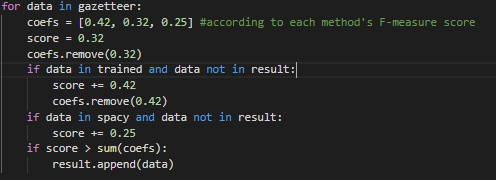 for data in gazetteer:
    coefs = [0.42, 0.32, 0.25] #according to each method's F-measure score
    score = 0.32
    coefs.remove(0.32)
    if data in trained and data not in result:
        score += 0.42
        coefs.remove(0.42)
    if data in spacy and data not in result:
        score += 0.25
    if score > sum(coefs):
        result.append(data)